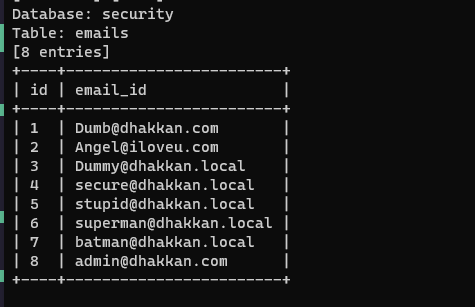 Database: security
Table: emails
[8 entries]
+----+------------------------+
| id | email_id               |
+----+------------------------+
| 1  | Dumb@dhakkan.com       |
| 2  | Angel@iloveu.com       |
| 3  | Dummy@dhakkan.local    |
| 4  | secure@dhakkan.local   |
| 5  | stupid@dhakkan.local   |
| 6  | superman@dhakkan.local |
| 7  | batman@dhakkan.local   |
| 8  | admin@dhakkan.com      |
+----+------------------------+